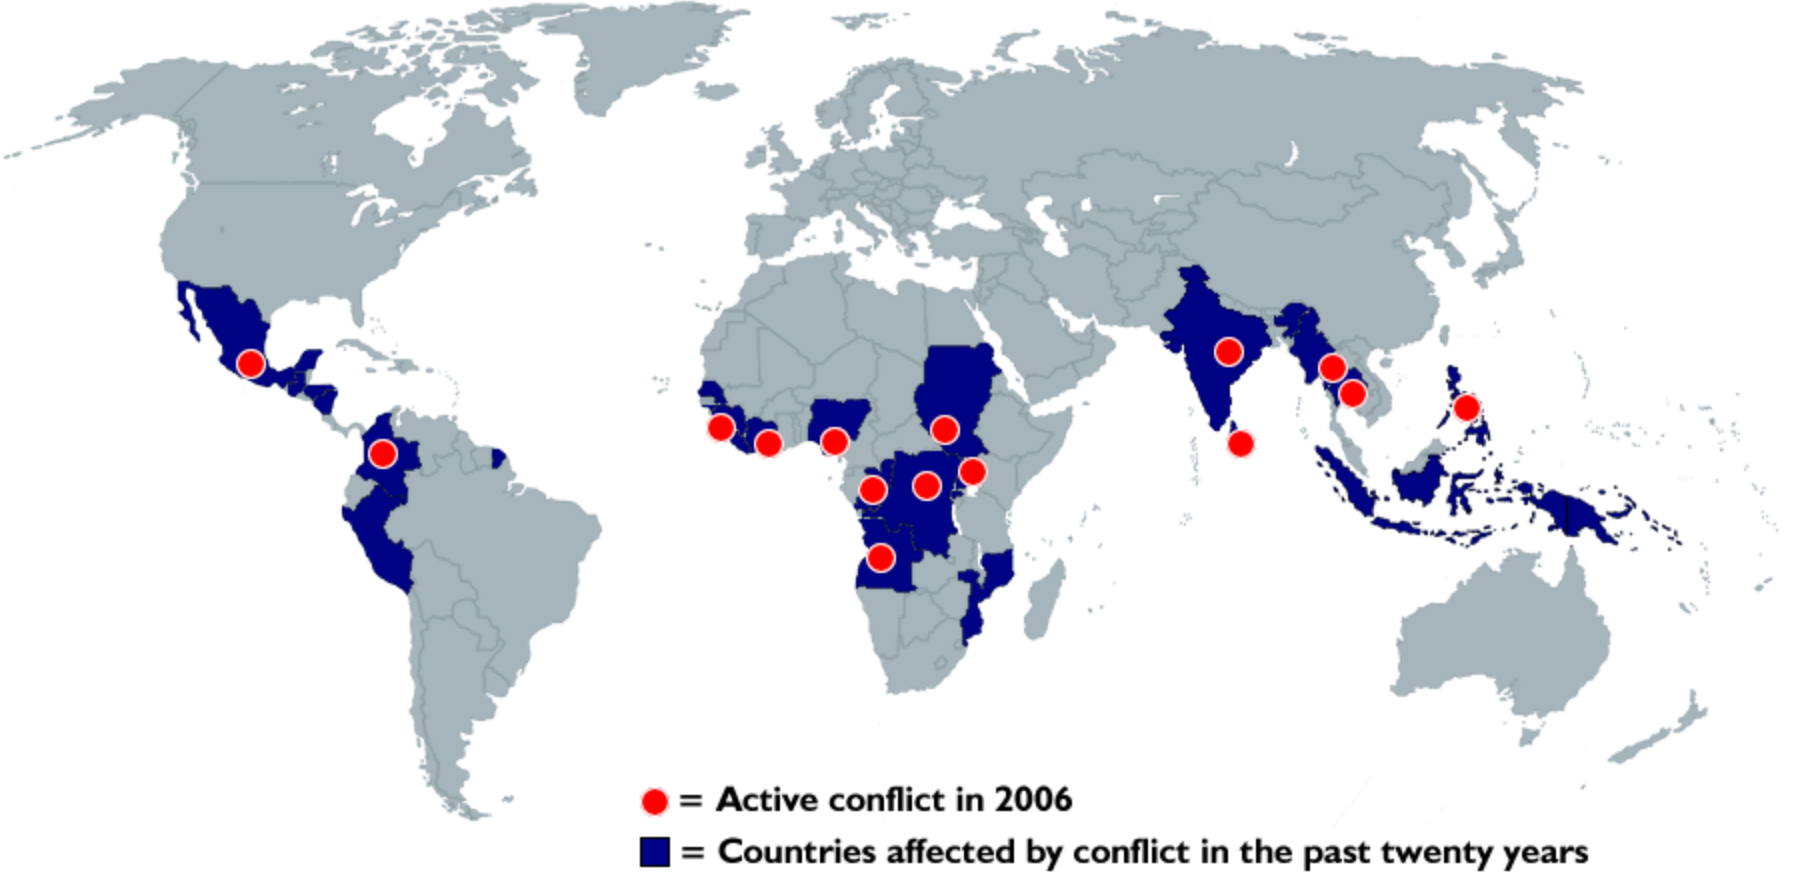 = Active conflict in 2006
= Countries affected by conflict in the past twenty years